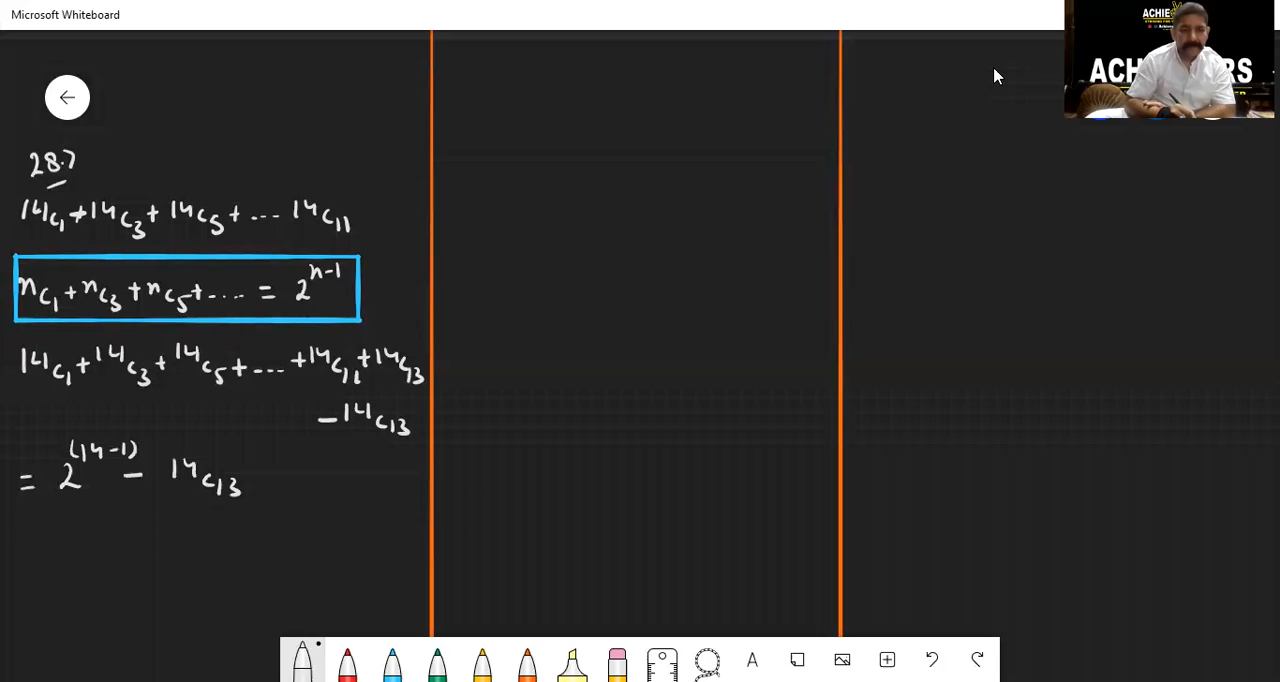 Microsoft Whiteboard
28.7
14C₁ + 14C₃ + 14C₅ + .... 14C₁₁
nC₁ + nC₃ + nC₅ + .... = 2ⁿ⁻¹
14C₁ + 14C₃ + 14C₅ + .... + 14C₁₁ + 14C₁₃
− 14C₁₃
= 2⁽¹⁴⁻¹⁾ − 14C₁₃
A